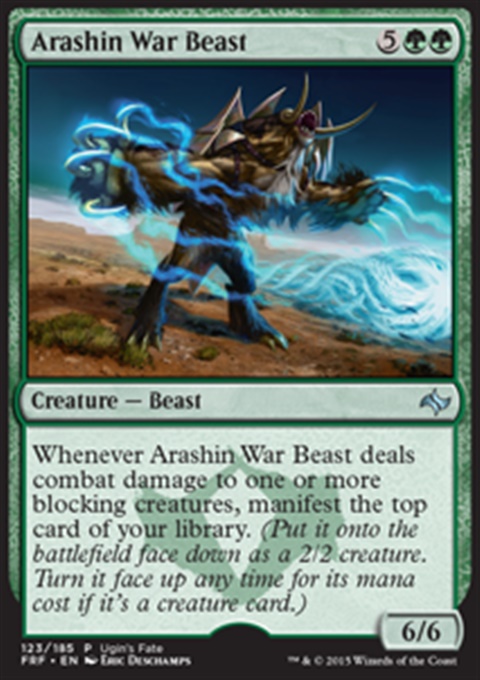 Arashin War Beast 5
Creature — Beast
Whenever Arashin War Beast deals
combat damage to one or more
blocking creatures, manifest the top
card of your library. (Put it onto the
battlefield face down as a 2/2 creature.
Turn it face up any time for its mana
cost if it's a creature card.)
6/6
123/185 P Ugin's Fate
FRF • EN Eric Deschamps
™ & © 2015 Wizards of the Coast